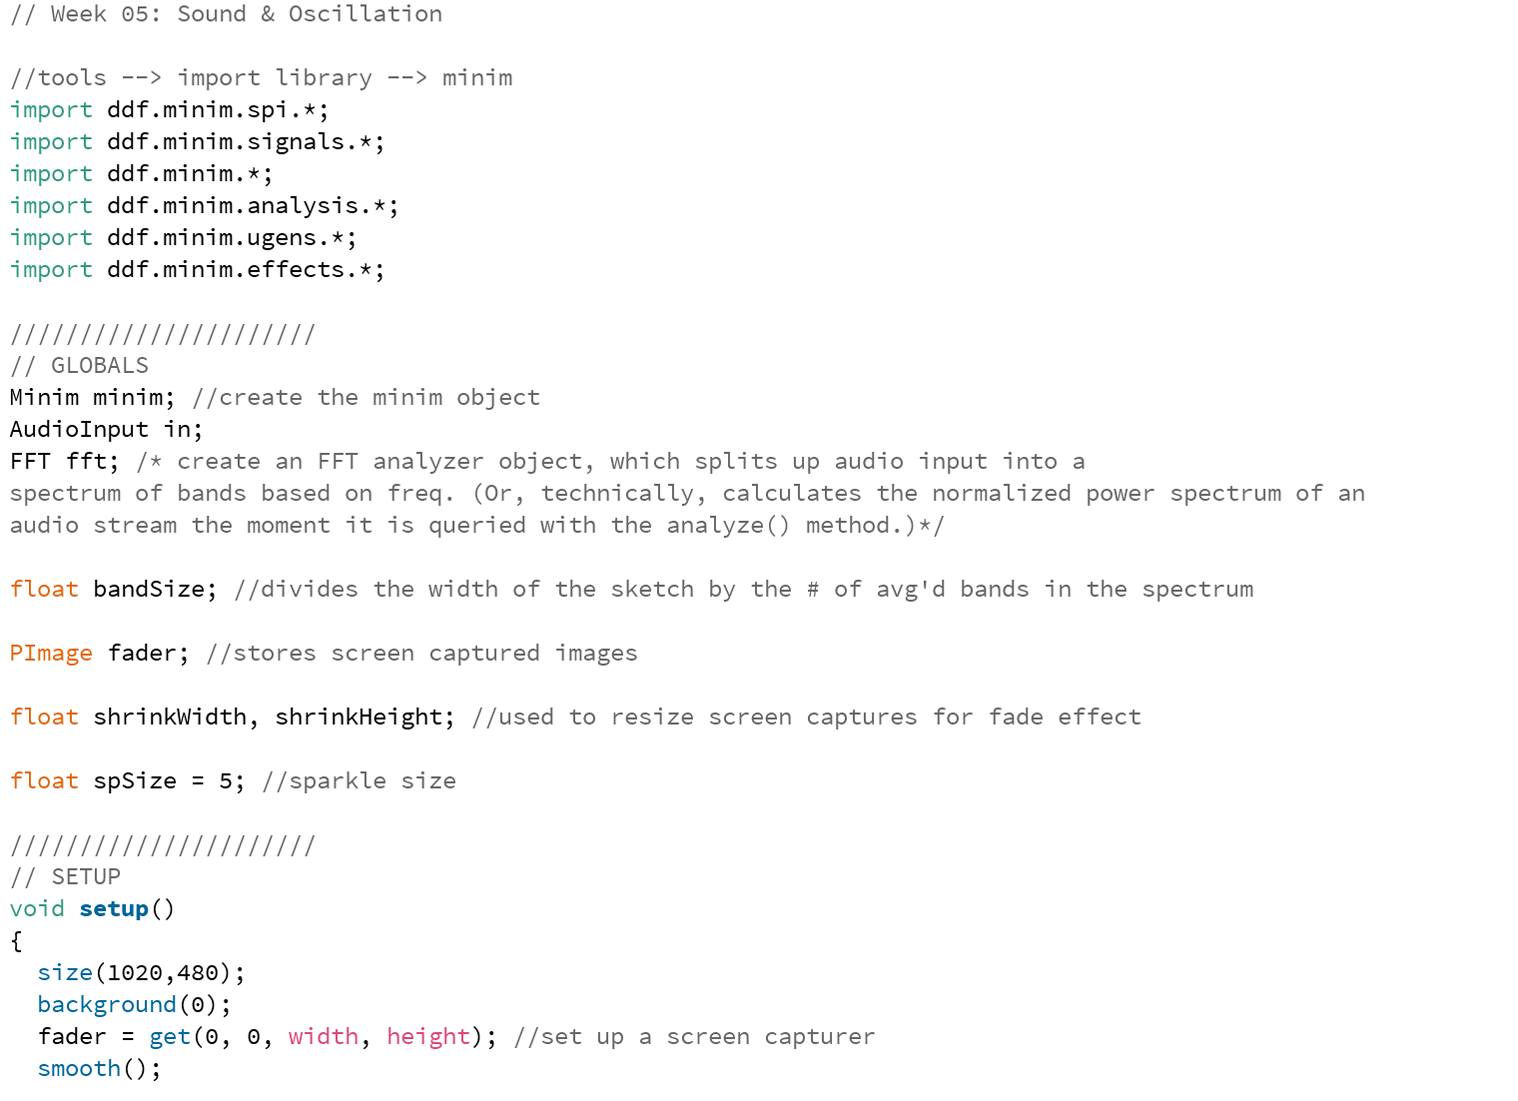 // Week 05: Sound & Oscillation
//tools --> import library --> minim
import ddf.minim.spi.*;
import ddf.minim.signals.*;
import ddf.minim.*;
import ddf.minim.analysis.*;
import ddf.minim.ugens.*;
import ddf.minim.effects.*;
//////////////////////
// GLOBALS
Minim minim; //create the minim object
AudioInput in;
FFT fft; /* create an FFT analyzer object, which splits up audio input into a
spectrum of bands based on freq. (Or, technically, calculates the normalized power spectrum of an
audio stream the moment it is queried with the analyze() method.)*/
float bandSize; //divides the width of the sketch by the # of avg'd bands in the spectrum
PImage fader; //stores screen captured images
float shrinkWidth, shrinkHeight; //used to resize screen captures for fade effect
float spSize = 5; //sparkle size
//////////////////////
// SETUP
void setup()
{
  size(1020,480);
  background(0);
  fader = get(0, 0, width, height); //set up a screen capturer
  smooth();